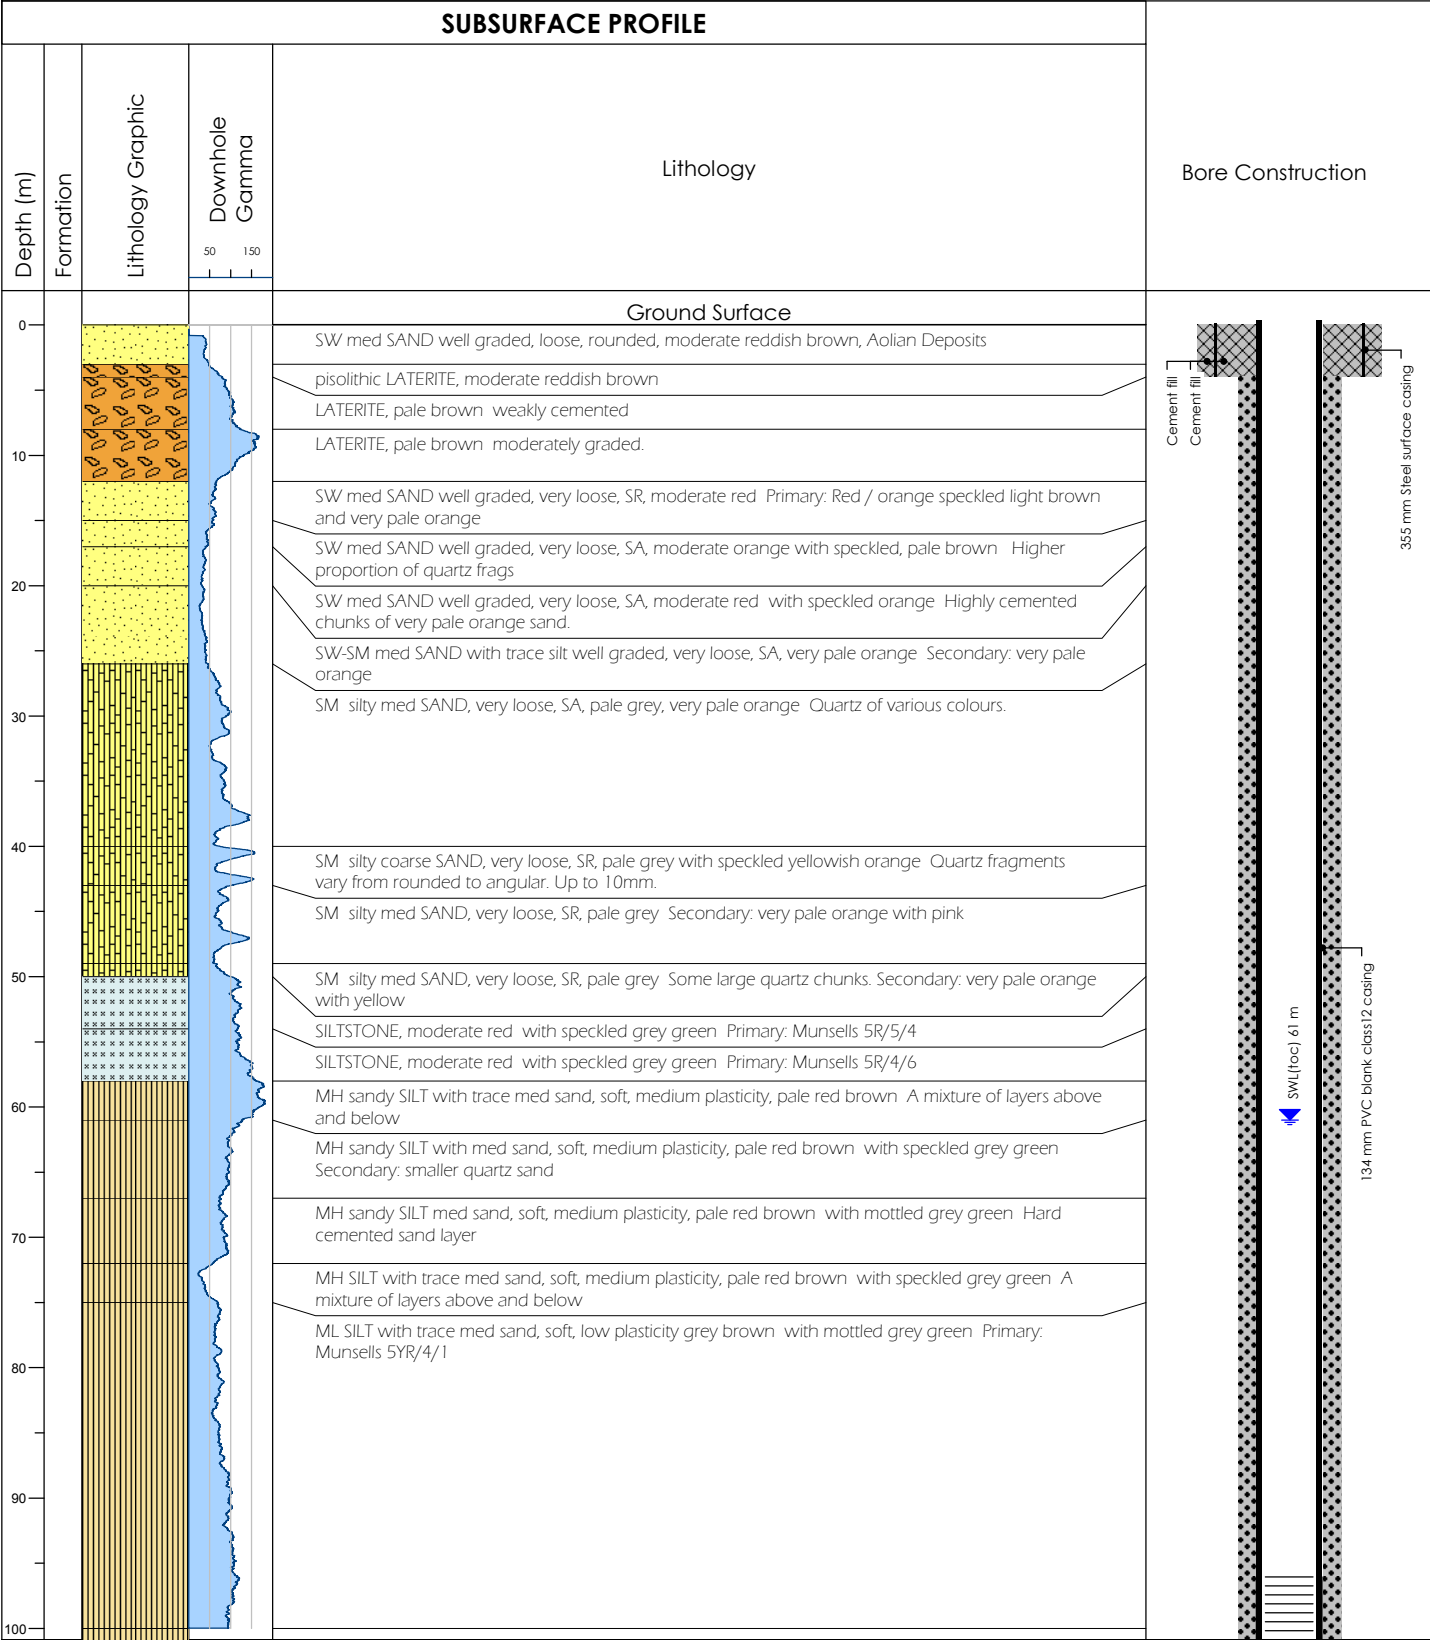 SUBSURFACE PROFILE
Depth (m)
Formation
Lithology Graphic
Downhole
Gamma
50 150
Lithology
Bore Construction
Ground Surface
0
SW med SAND well graded, loose, rounded, moderate reddish brown, Aolian Deposits
pisolithic LATERITE, moderate reddish brown
LATERITE, pale brown weakly cemented
LATERITE, pale brown moderately graded.
10
SW med SAND well graded, very loose, SR, moderate red Primary: Red / orange speckled light brown
and very pale orange
SW med SAND well graded, very loose, SA, moderate orange with speckled, pale brown Higher
proportion of quartz frags
20
SW med SAND well graded, very loose, SA, moderate red with speckled orange Highly cemented
chunks of very pale orange sand.
SW-SM med SAND with trace silt well graded, very loose, SA, very pale orange Secondary: very pale
orange
SM silty med SAND, very loose, SA, pale grey, very pale orange Quartz of various colours.
30
40
SM silty coarse SAND, very loose, SR, pale grey with speckled yellowish orange Quartz fragments
vary from rounded to angular. Up to 10mm.
SM silty med SAND, very loose, SR, pale grey Secondary: very pale orange with pink
50
SM silty med SAND, very loose, SR, pale grey Some large quartz chunks. Secondary: very pale orange
with yellow
SILTSTONE, moderate red with speckled grey green Primary: Munsells 5R/5/4
SILTSTONE, moderate red with speckled grey green Primary: Munsells 5R/4/6
MH sandy SILT with trace med sand, soft, medium plasticity, pale red brown A mixture of layers above
and below
60
MH sandy SILT with med sand, soft, medium plasticity, pale red brown with speckled grey green
Secondary: smaller quartz sand
MH sandy SILT med sand, soft, medium plasticity, pale red brown with mottled grey green Hard
cemented sand layer
70
MH SILT with trace med sand, soft, medium plasticity, pale red brown with speckled grey green A
mixture of layers above and below
ML SILT with trace med sand, soft, low plasticity grey brown with mottled grey green Primary:
Munsells 5YR/4/1
80
90
100
Cement fill
Cement fill
355 mm Steel surface casing
SWL(toc) 61 m
134 mm PVC blank class12 casing